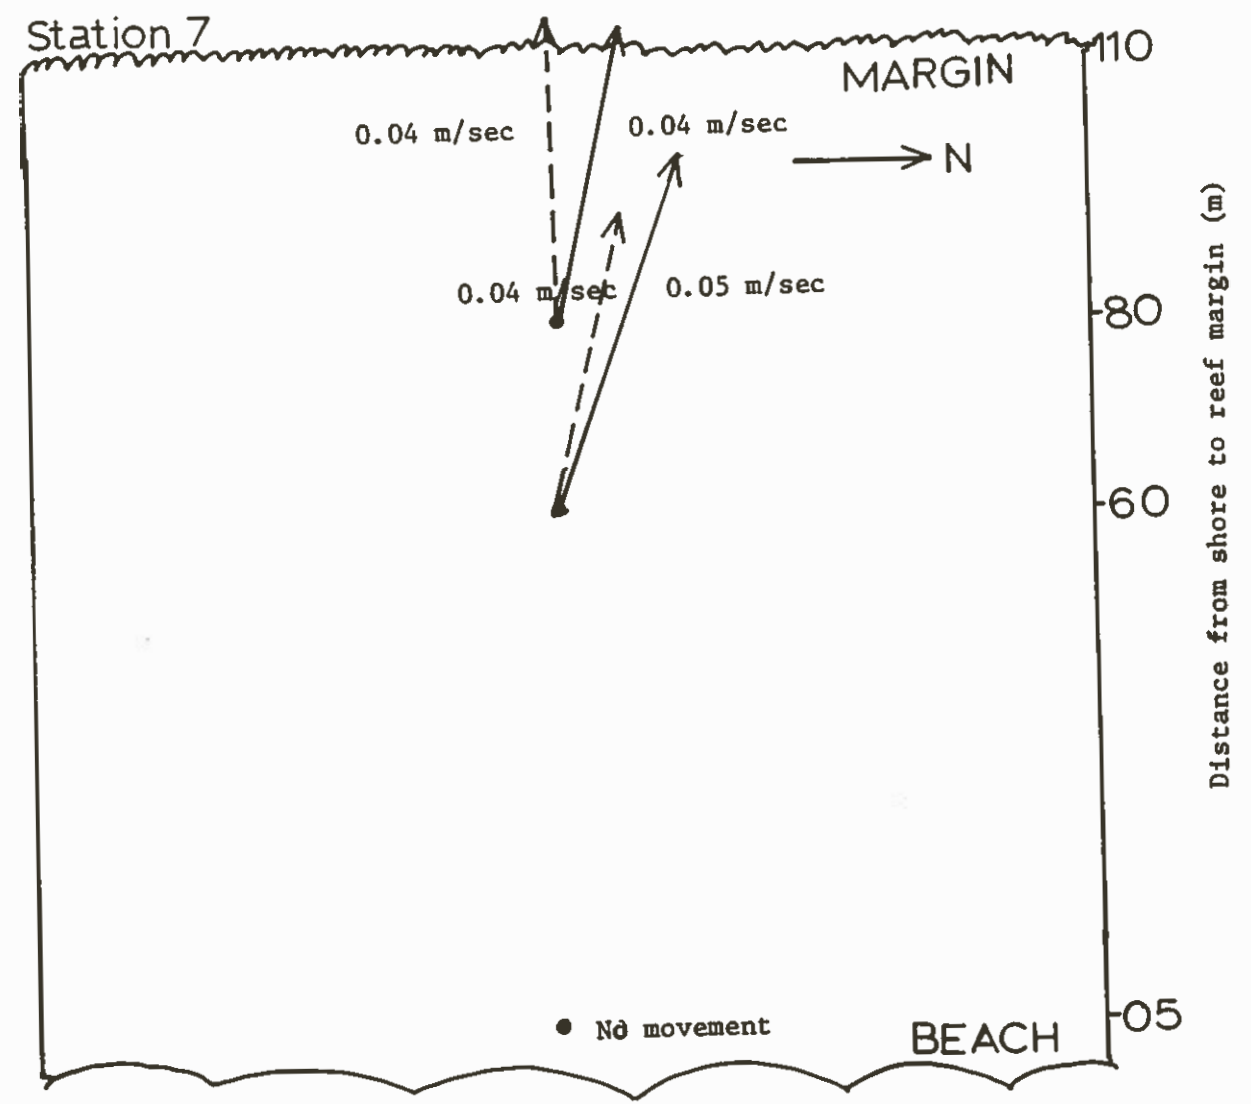 Station 7
110
MARGIN
0.04 m/sec
0.04 m/sec
N
0.04 m/sec
0.05 m/sec
80
60
Distance from shore to reef margin (m)
05
No movement
BEACH